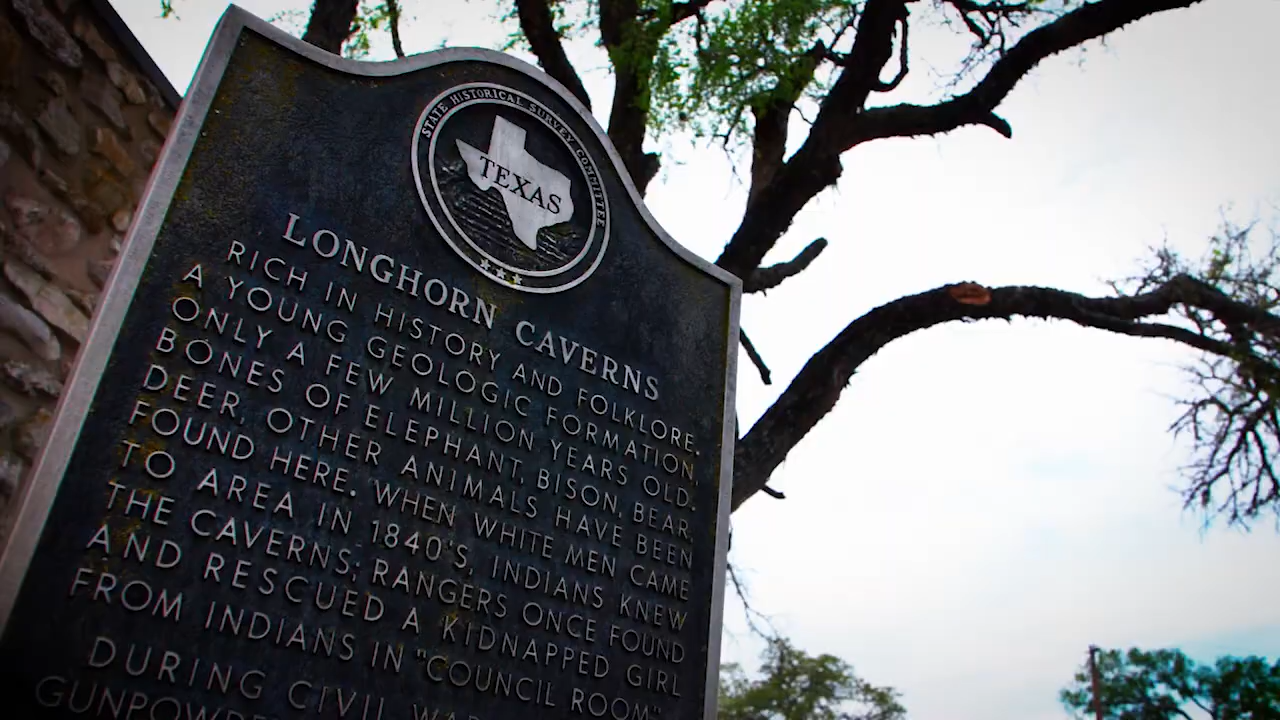 STATE HISTORICAL SURVEY COMMITTEE
TEXAS
LONGHORN CAVERNS
RICH IN HISTORY AND FOLKLORE.
A YOUNG GEOLOGIC FORMATION,
ONLY A FEW MILLION YEARS OLD.
BONES OF ELEPHANT, BISON, BEAR,
DEER, OTHER ANIMALS HAVE BEEN
FOUND HERE. WHEN WHITE MEN CAME
TO AREA IN 1840'S, INDIANS KNEW
THE CAVERNS; RANGERS ONCE FOUND
AND RESCUED A KIDNAPPED GIRL
FROM INDIANS IN "COUNCIL ROOM".
DURING CIVIL WAR